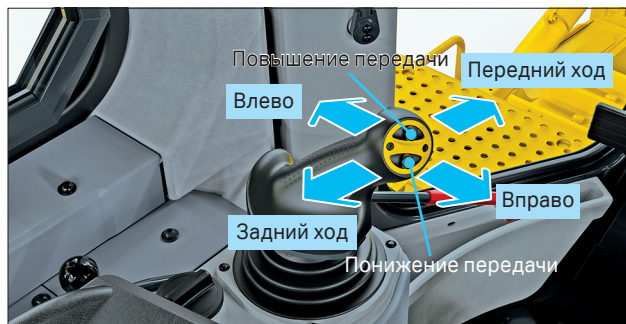 Повышение передачи
Передний ход
Влево
Вправо
Задний ход
Понижение передачи